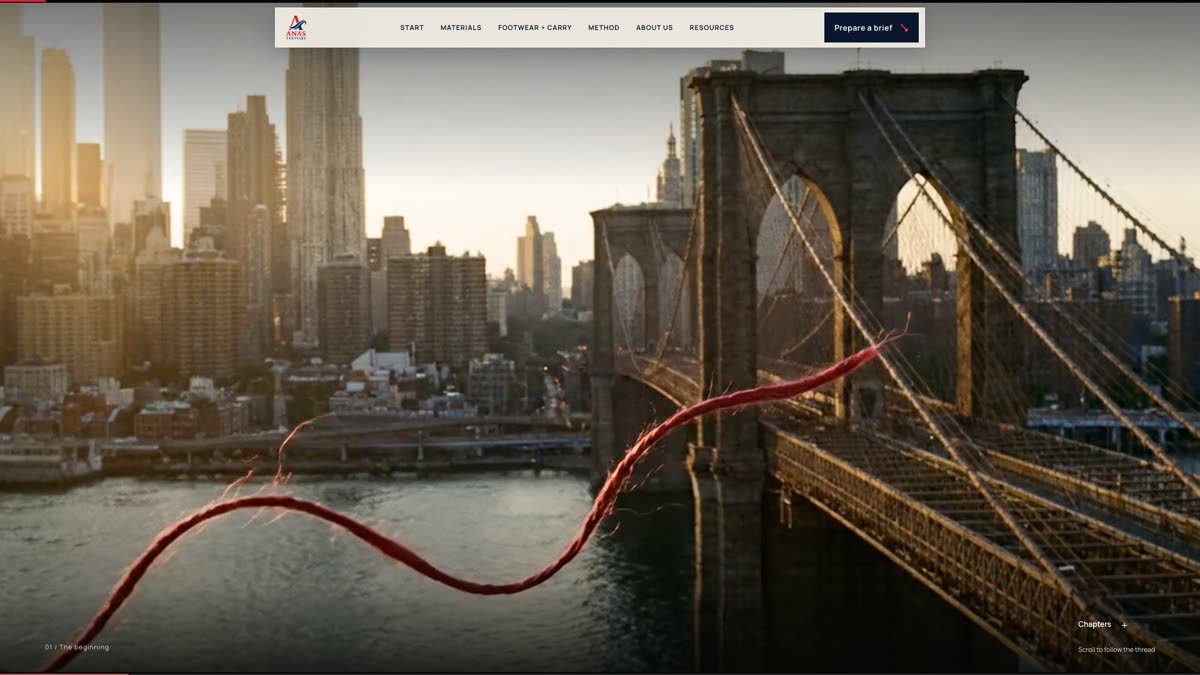 ANAS
TEXTILES
START
MATERIALS
FOOTWEAR + CARRY
METHOD
ABOUT US
RESOURCES
Prepare a brief
Chapters +
01 / The beginning
Scroll to follow the thread